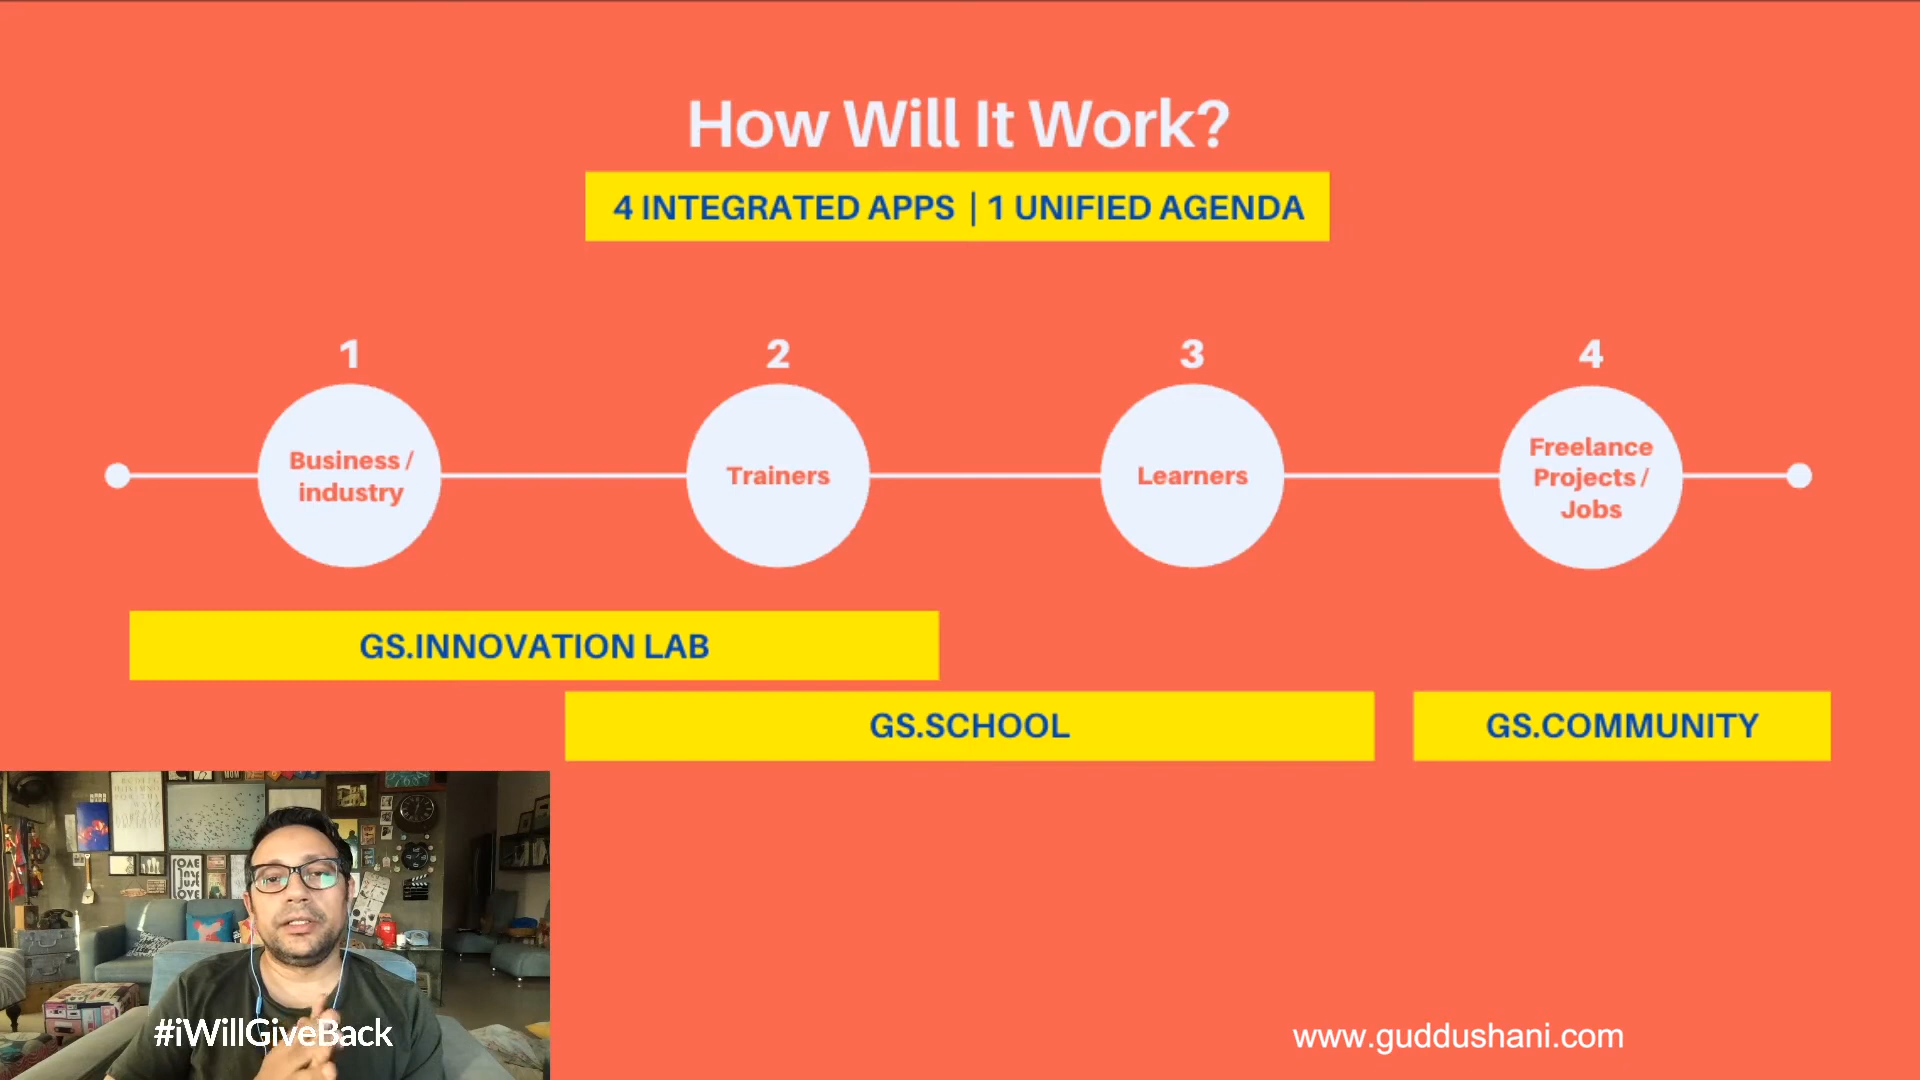 How Will It Work?
4 INTEGRATED APPS | 1 UNIFIED AGENDA
1
2
3
4
Business /
industry
Trainers
Learners
Freelance
Projects /
Jobs
GS.INNOVATION LAB
GS.SCHOOL
GS.COMMUNITY
MOM
#iWillGiveBack
www.guddushani.com